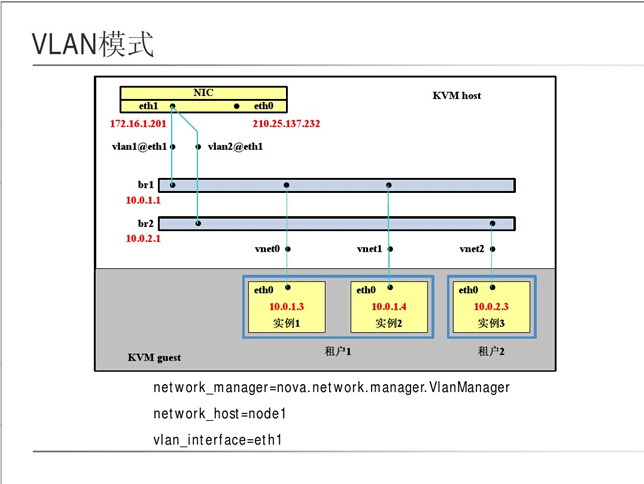 VLAN模式
NIC
KVM host
eth1 eth0
172.16.1.201 210.25.137.232
vlan1@eth1 vlan2@eth1
br1
10.0.1.1
br2
10.0.2.1
vnet0 vnet1 vnet2
eth0 eth0 eth0
10.0.1.3 10.0.1.4 10.0.2.3
实例1 实例2 实例3
租户1 租户2
KVM guest
network_manager=nova.network.manager.VlanManager
network_host=node1
vlan_interface=eth1